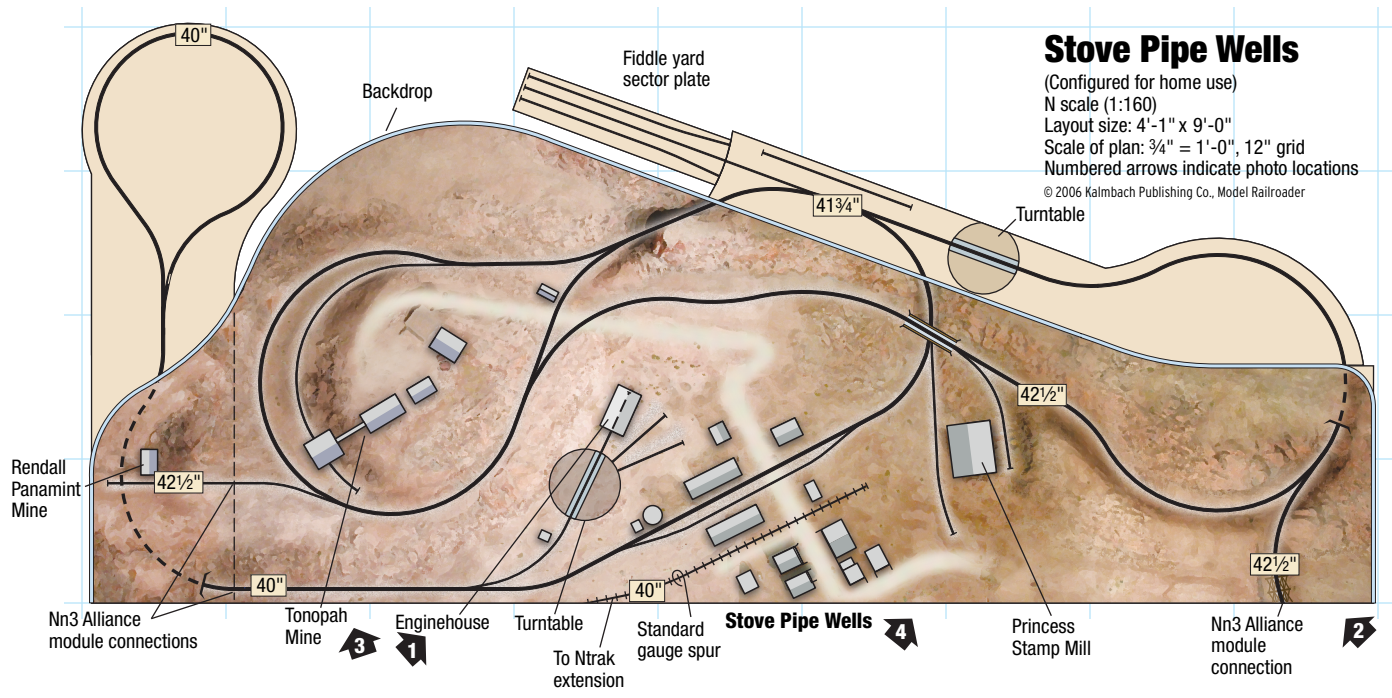 Stove Pipe Wells
(Configured for home use)
N scale (1:160)
Layout size: 4'-1" x 9'-0"
Scale of plan: ¾" = 1'-0", 12" grid
Numbered arrows indicate photo locations
© 2006 Kalmbach Publishing Co., Model Railroader
40"
Fiddle yard
sector plate
Backdrop
41¾"
Turntable
42½"
Rendall
Panamint
Mine
42½"
40"
40"
42½"
Nn3 Alliance
module connections
Tonopah
Mine
3
1
Enginehouse
Turntable
To Ntrak
extension
Standard
gauge spur
Stove Pipe Wells
4
Princess
Stamp Mill
Nn3 Alliance
module
connection
2